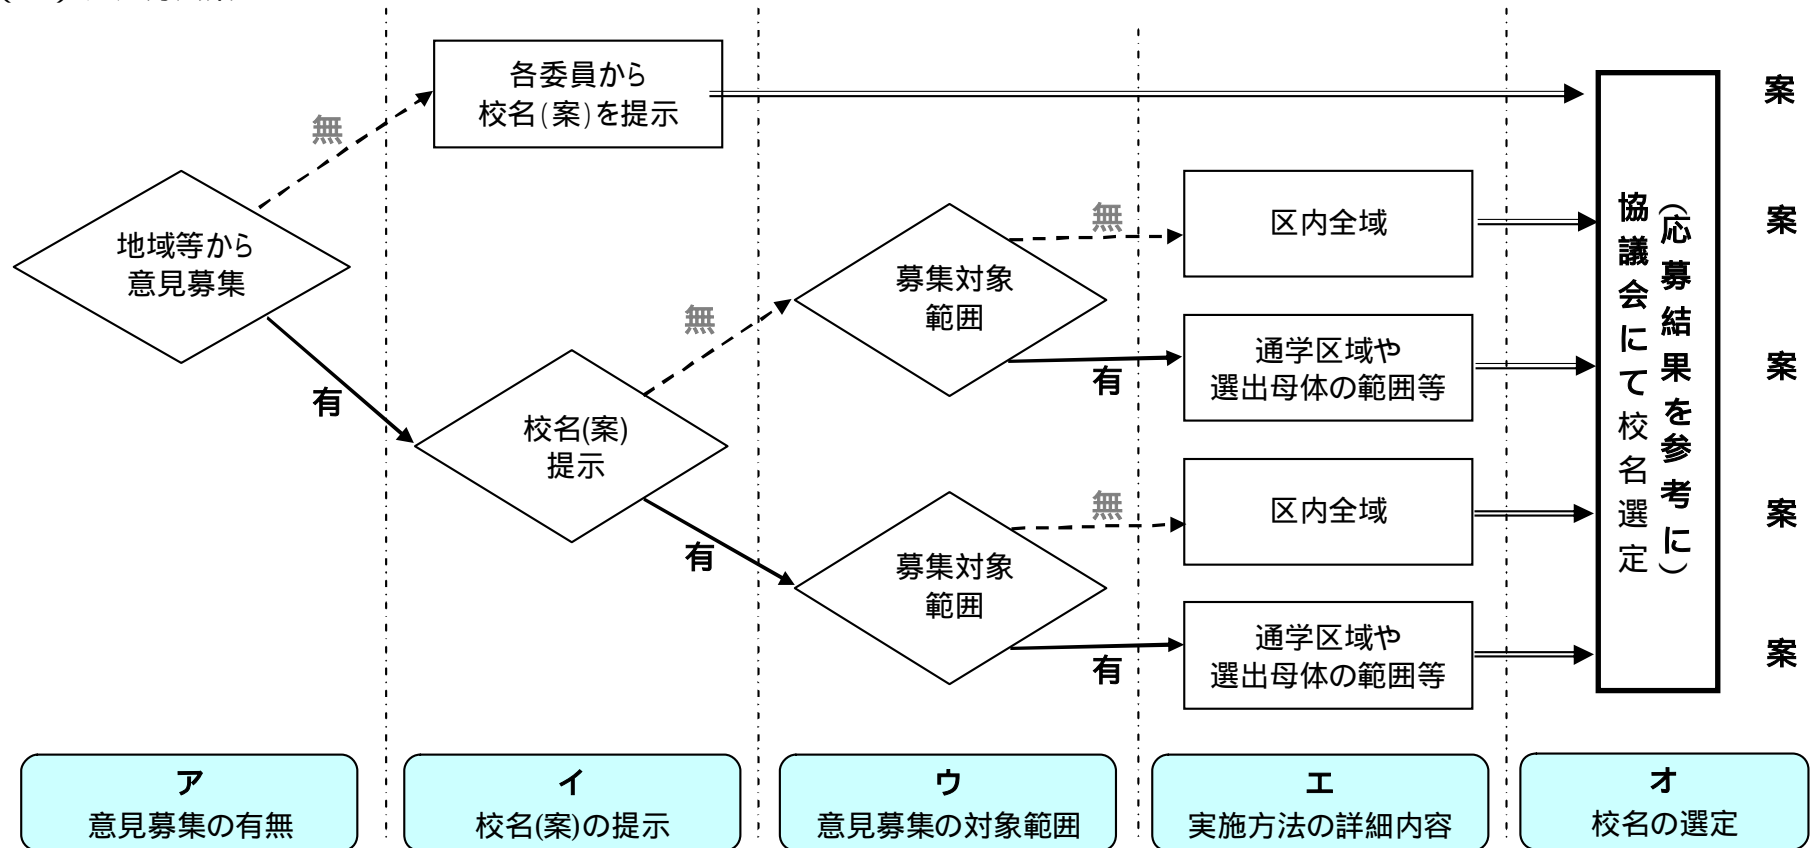 各委員から
校名(案)を提示
無
案
地域等から
意見募集
有
無
校名(案)
提示
有
募集対象
範囲
無
有
区内全域
案
通学区域や
選出母体の範囲等
案
募集対象
範囲
無
有
区内全域
案
通学区域や
選出母体の範囲等
案
(応募結果を参考に)
協議会にて校名選定
ア
意見募集の有無
イ
校名(案)の提示
ウ
意見募集の対象範囲
エ
実施方法の詳細内容
オ
校名の選定